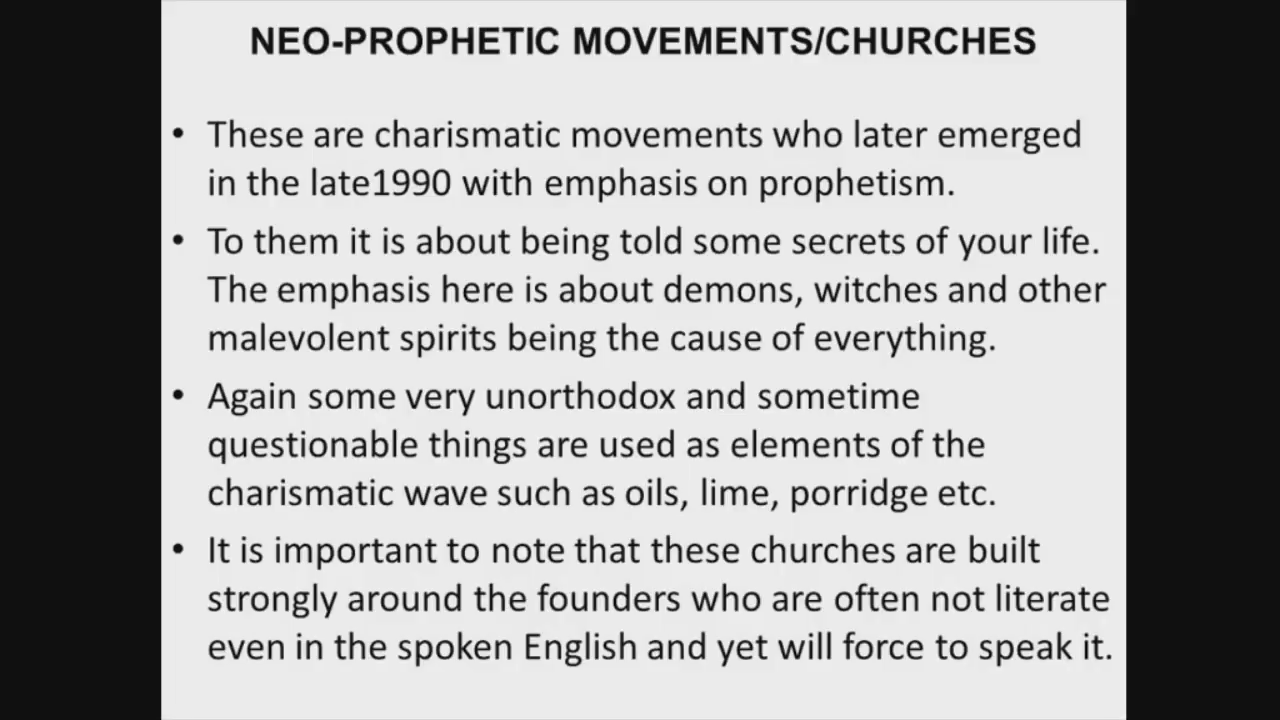 NEO-PROPHETIC MOVEMENTS/CHURCHES
• These are charismatic movements who later emerged
in the late1990 with emphasis on prophetism.
• To them it is about being told some secrets of your life.
The emphasis here is about demons, witches and other
malevolent spirits being the cause of everything.
• Again some very unorthodox and sometime
questionable things are used as elements of the
charismatic wave such as oils, lime, porridge etc.
• It is important to note that these churches are built
strongly around the founders who are often not literate
even in the spoken English and yet will force to speak it.